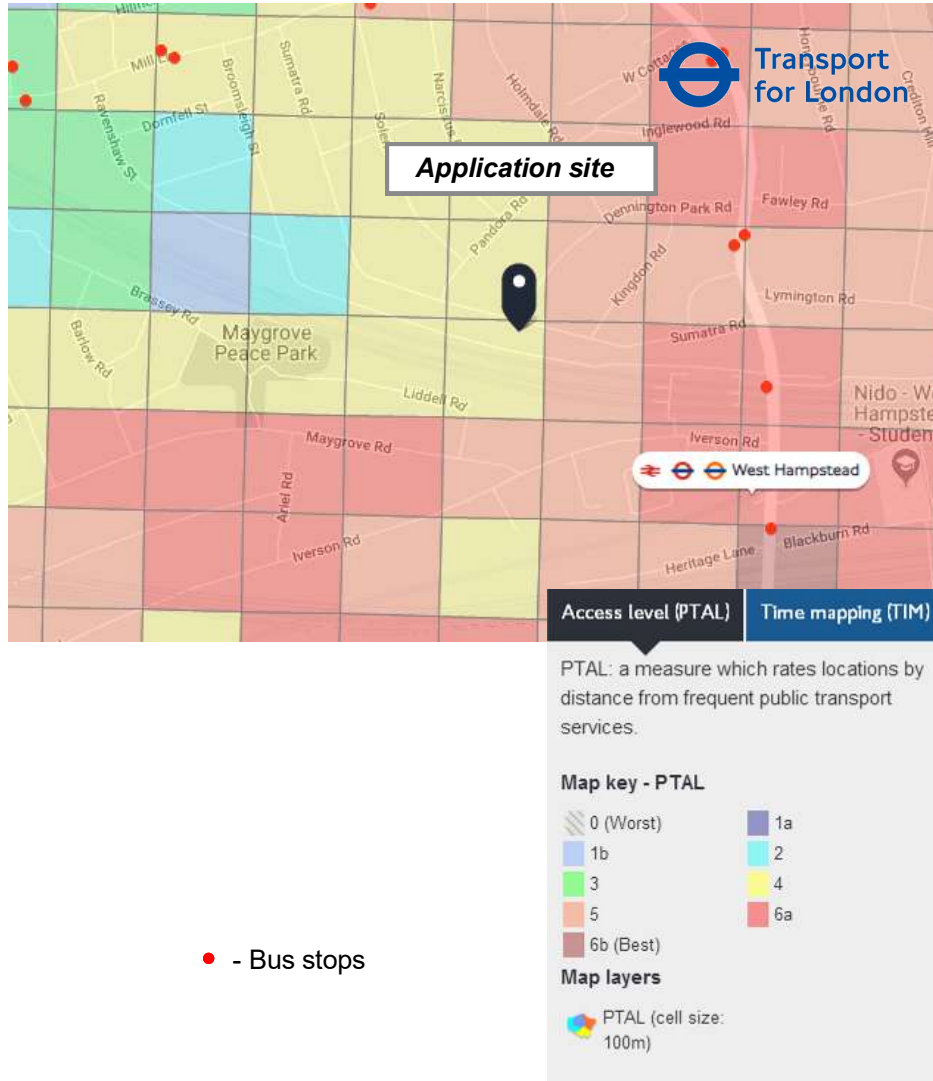 Mill L
Dornfell St
Ravenshaw St
Broomsleigh St
Sumatra Rd
Holmdale Rd
W Cottages
Transport
for London
Crediton Hill
Inglewood Rd
Application site
Fawley Rd
Dennington Park Rd
Pandora Rd
Kingdon Rd
Lymington Rd
Brassey Rd
Barlow Rd
Maygrove
Peace Park
Sumatra Rd
Liddell Rd
Nido - We
Hampste
- Studen
Maygrove Rd
Iverson Rd
West Hampstead
Ariel Rd
Iverson Rd
Blackburn Rd
Heritage Lane
Access level (PTAL)
Time mapping (TIM)
PTAL: a measure which rates locations by
distance from frequent public transport
services.
Map key - PTAL
0 (Worst)
1a
1b
2
3
4
5
6a
6b (Best)
Map layers
PTAL (cell size:
100m)
- Bus stops